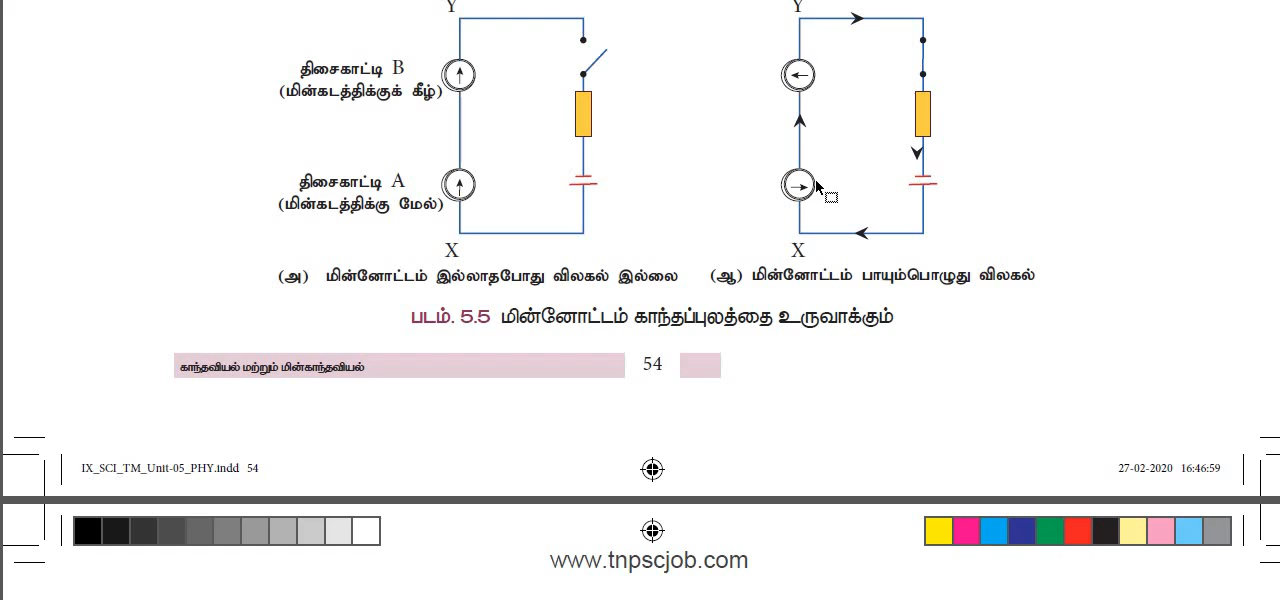 Y
Y
திசைகாட்டி B
(மின்கடத்திக்குக் கீழ்)
திசைகாட்டி A
(மின்கடத்திக்கு மேல்)
X
X
(அ) மின்னோட்டம் இல்லாதபோது விலகல் இல்லை
(ஆ) மின்னோட்டம் பாயும்பொழுது விலகல்
படம். 5.5 மின்னோட்டம் காந்தப்புலத்தை உருவாக்கும்
காந்தவியல் மற்றும் மின்காந்தவியல்
54
IX_SCI_TM_Unit-05_PHY.indd 54
27-02-2020 16:46:59
www.tnpscjob.com